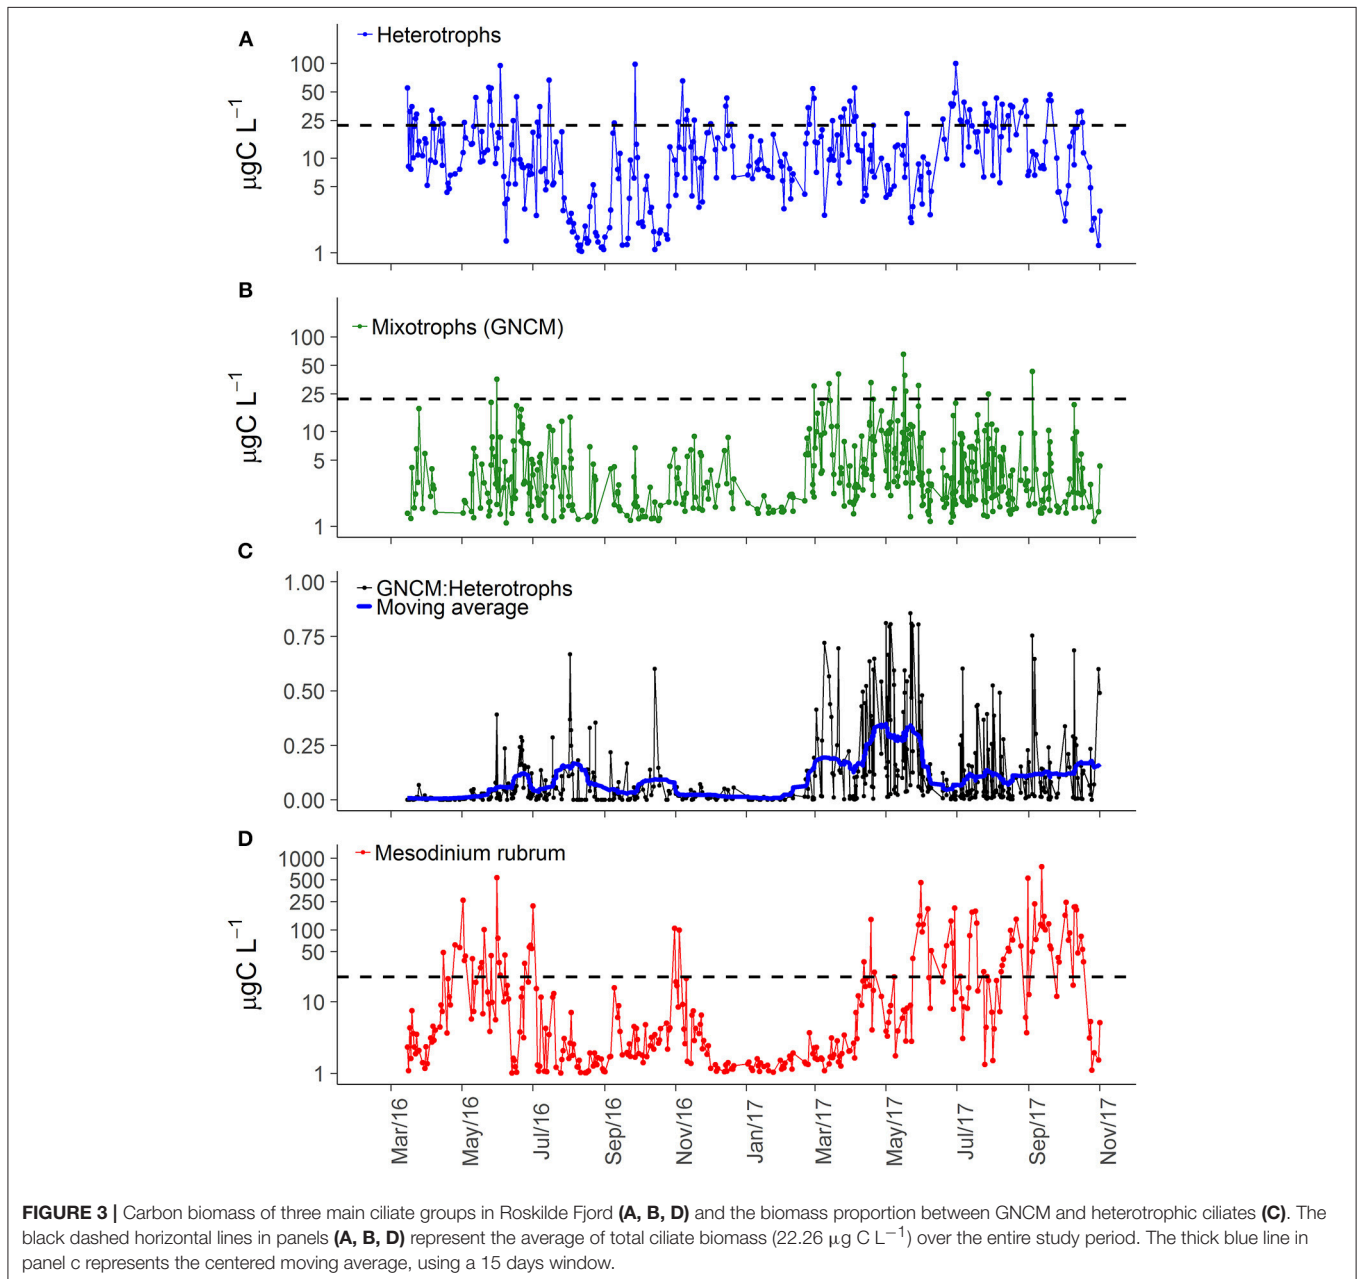 A
Heterotrophs
100
50
25
10
5
1
µgC L⁻¹
B
Mixotrophs (GNCM)
100
50
25
10
5
1
µgC L⁻¹
C
GNCM:Heterotrophs
Moving average
1.00
0.75
0.50
0.25
0.00
D
Mesodinium rubrum
1000
500
250
100
50
10
1
µgC L⁻¹
Mar/16
May/16
Jul/16
Sep/16
Nov/16
Jan/17
Mar/17
May/17
Jul/17
Sep/17
Nov/17
FIGURE 3 | Carbon biomass of three main ciliate groups in Roskilde Fjord (A, B, D) and the biomass proportion between GNCM and heterotrophic ciliates (C). The
black dashed horizontal lines in panels (A, B, D) represent the average of total ciliate biomass (22.26 µg C L⁻¹) over the entire study period. The thick blue line in
panel c represents the centered moving average, using a 15 days window.